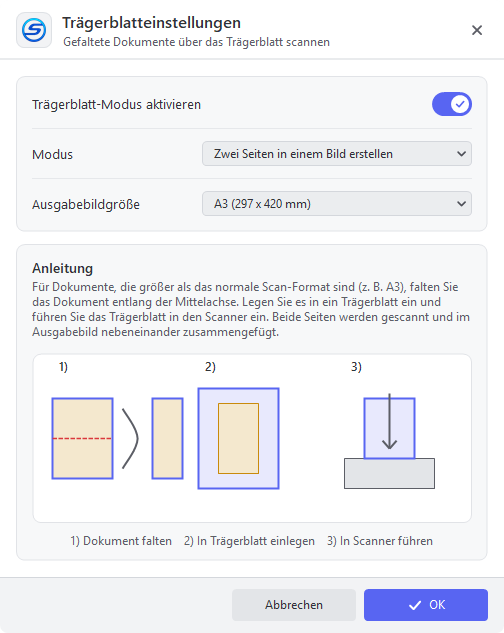 Trägerblatteinstellungen
Gefaltete Dokumente über das Trägerblatt scannen
Trägerblatt-Modus aktivieren
Modus
Zwei Seiten in einem Bild erstellen
Ausgabebildgröße
A3 (297 x 420 mm)
Anleitung
Für Dokumente, die größer als das normale Scan-Format sind (z. B. A3), falten Sie
das Dokument entlang der Mittelachse. Legen Sie es in ein Trägerblatt ein und
führen Sie das Trägerblatt in den Scanner ein. Beide Seiten werden gescannt und im
Ausgabebild nebeneinander zusammengefügt.
1) 2) 3)
1) Dokument falten 2) In Trägerblatt einlegen 3) In Scanner führen
Abbrechen
OK